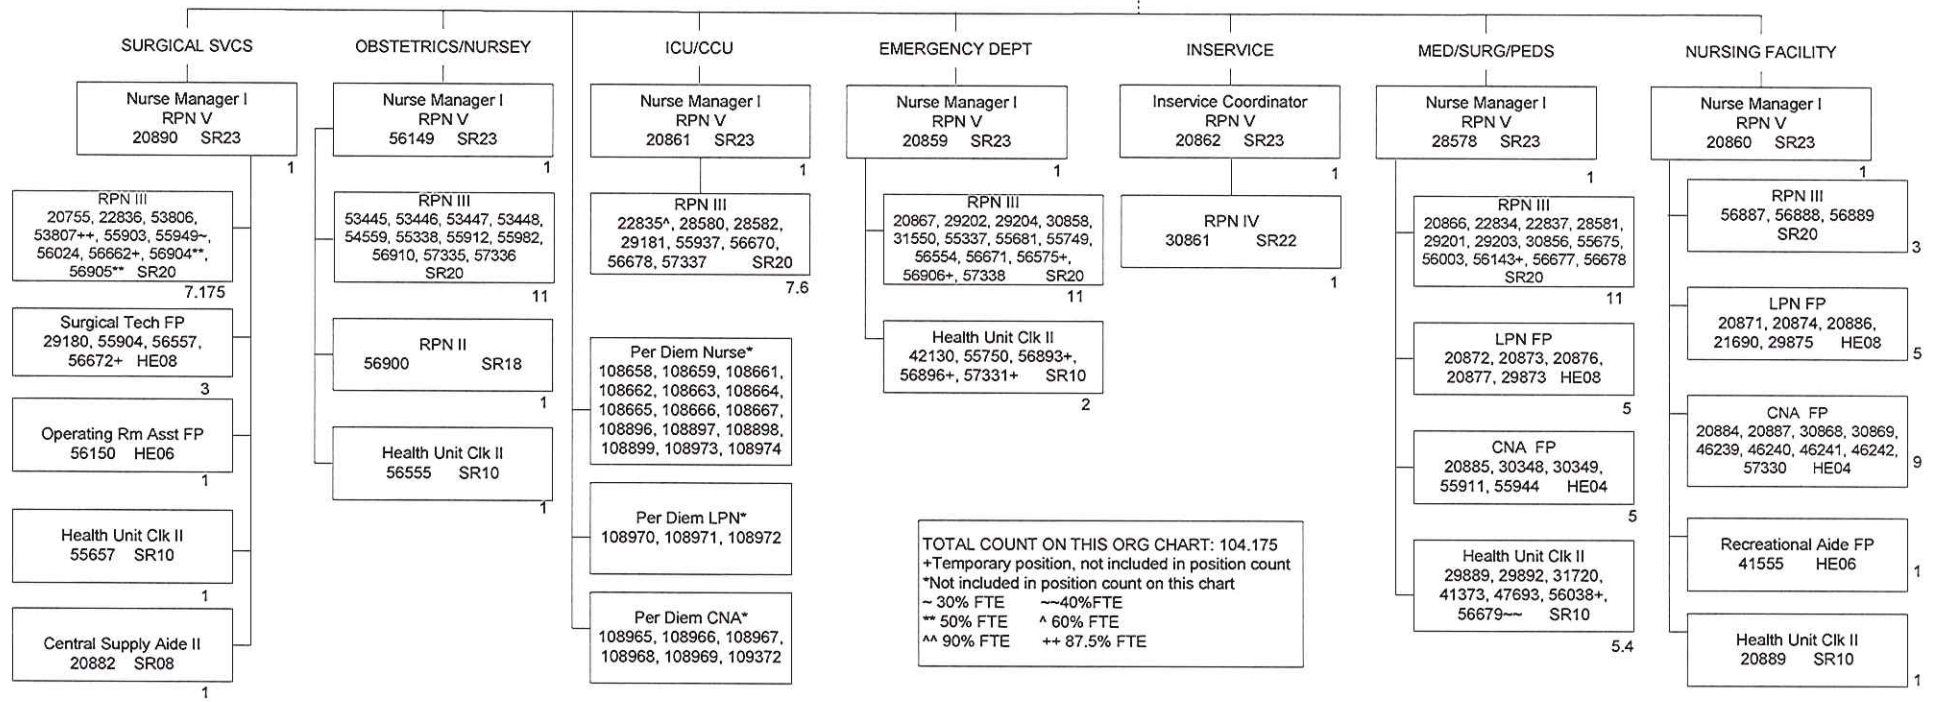 SURGICAL SVCS
Nurse Manager I
RPN V
20890 SR23
1
RPN III
20755, 22836, 53806,
53807++, 55903, 55949~,
56024, 56662+, 56904**,
56905** SR20
7.175
Surgical Tech FP
29180, 55904, 56557,
56672+ HE08
3
Operating Rm Asst FP
56150 HE06
1
Health Unit Clk II
55657 SR10
1
Central Supply Aide II
20882 SR08
1
OBSTETRICS/NURSEY
Nurse Manager I
RPN V
56149 SR23
1
RPN III
53445, 53446, 53447, 53448,
54559, 55338, 55912, 55982,
56910, 57335, 57336
SR20
11
RPN II
56900 SR18
1
Health Unit Clk II
56555 SR10
1
ICU/CCU
Nurse Manager I
RPN V
20861 SR23
1
RPN III
22835^, 28580, 28582,
29181, 55937, 56670,
56678, 57337 SR20
7.6
Per Diem Nurse*
108658, 108659, 108661,
108662, 108663, 108664,
108665, 108666, 108667,
108896, 108897, 108898,
108899, 108973, 108974
Per Diem LPN*
108970, 108971, 108972
Per Diem CNA*
108965, 108966, 108967,
108968, 108969, 109372
EMERGENCY DEPT
Nurse Manager I
RPN V
20859 SR23
1
RPN III
20867, 29202, 29204, 30858,
31550, 55337, 55681, 55749,
56554, 56671, 56575+,
56906+, 57338 SR20
11
Health Unit Clk II
42130, 55750, 56893+,
56896+, 57331+ SR10
2
INSERVICE
Inservice Coordinator
RPN V
20862 SR23
1
RPN IV
30861 SR22
1
MED/SURG/PEDS
Nurse Manager I
RPN V
28578 SR23
1
RPN III
20866, 22834, 22837, 28581,
29201, 29203, 30856, 55675,
56003, 56143+, 56677, 56678
SR20
11
LPN FP
20872, 20873, 20876,
20877, 29873 HE08
5
CNA FP
20885, 30348, 30349,
55911, 55944 HE04
5
Health Unit Clk II
29889, 29892, 31720,
41373, 47693, 56038+,
56679~~ SR10
5.4
NURSING FACILITY
Nurse Manager I
RPN V
20860 SR23
1
RPN III
56887, 56888, 56889
SR20
3
LPN FP
20871, 20874, 20886,
21690, 29875 HE08
5
CNA FP
20884, 20887, 30868, 30869,
46239, 46240, 46241, 46242,
57330 HE04
9
Recreational Aide FP
41555 HE06
1
Health Unit Clk II
20889 SR10
1
TOTAL COUNT ON THIS ORG CHART: 104.175
+Temporary position, not included in position count
*Not included in position count on this chart
~ 30% FTE ~~40%FTE
** 50% FTE ^ 60% FTE
^^ 90% FTE ++ 87.5% FTE